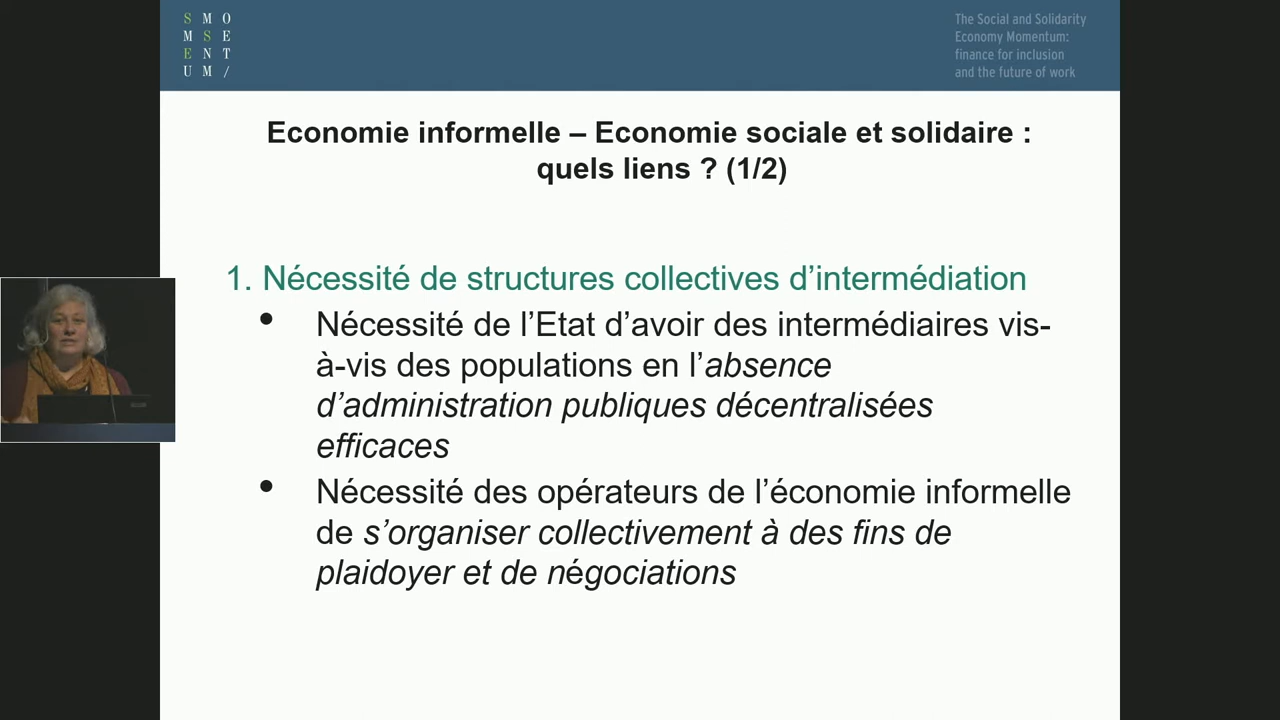 S M O
M S E
E N T
U M /
The Social and Solidarity
Economy Momentum:
finance for inclusion
and the future of work
Economie informelle – Economie sociale et solidaire :
quels liens ? (1/2)
1. Nécessité de structures collectives d’intermédiation
• Nécessité de l’Etat d’avoir des intermédiaires vis-
à-vis des populations en l’absence
d’administration publiques décentralisées
efficaces
• Nécessité des opérateurs de l’économie informelle
de s’organiser collectivement à des fins de
plaidoyer et de négociations